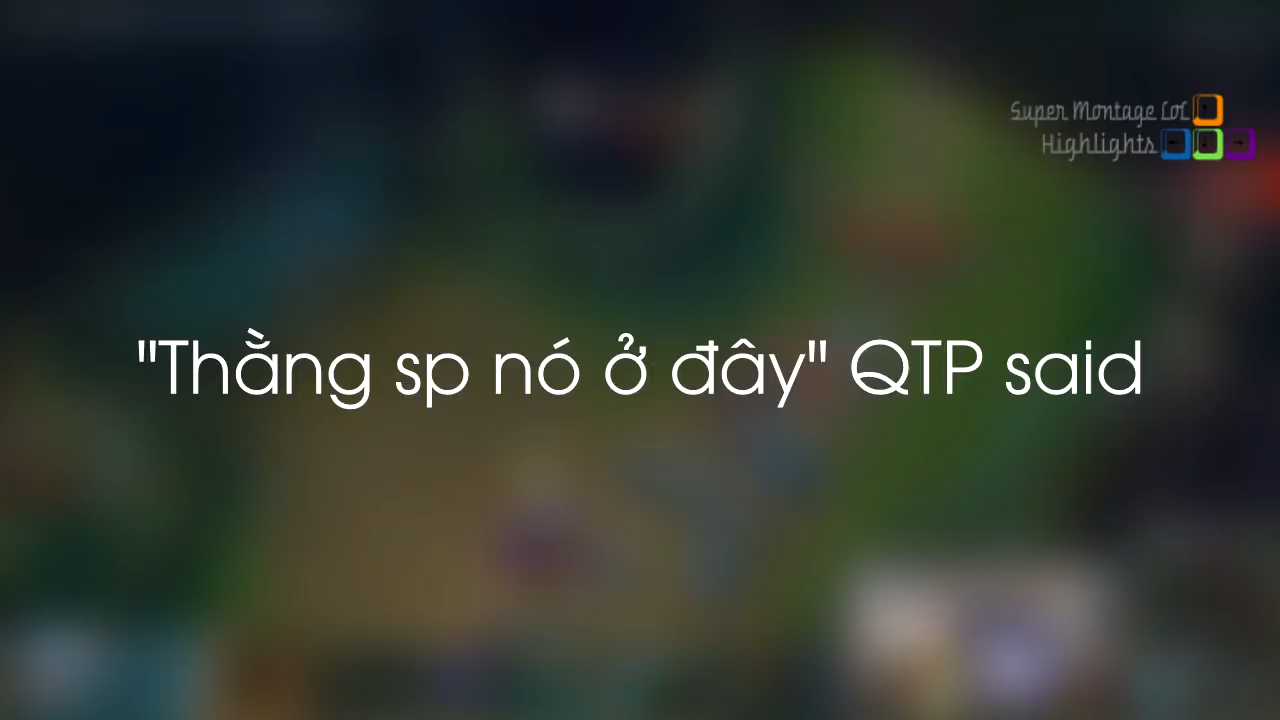 Super Montage LoL
Highlights
"Thằng sp nó ở đây" QTP said